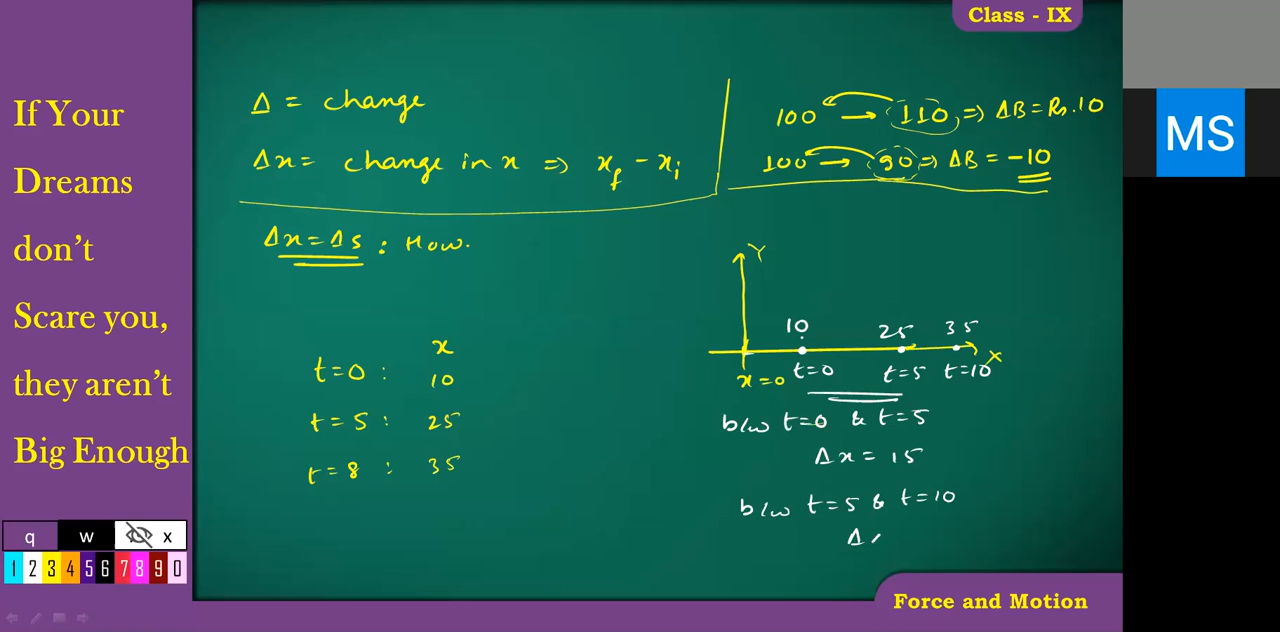 Class - IX
If Your
Dreams
don't
Scare you,
they aren't
Big Enough
Δ = change
Δx = change in x ⇒ x_f - x_i
100 → 110 ⇒ ΔB = Rs. 10
100 → 90 ⇒ ΔB = -10
Δx = Δs : How.
x
t=0 : 10
t=5 : 25
t=8 : 35
Y
10 25 35
X
x=0 t=0 t=5 t=10
b/w t=0 & t=5
Δx = 15
b/w t=5 & t=10
Δ
MS
q w x
1 2 3 4 5 6 7 8 9 0
Force and Motion